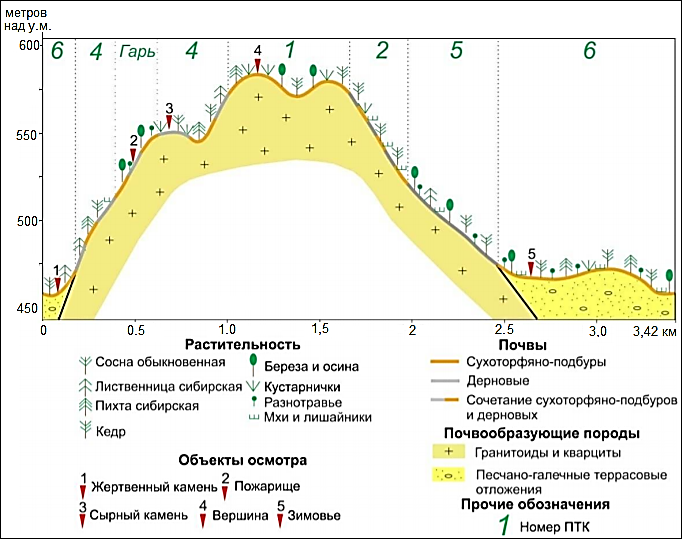 метров
над у.м.
600
6 4 Гарь 4 4 1 2 5 6
3
2
550
500
1
5
450
0 0.5 1.0 1,5 2 2.5 3,0 3,42 км
Растительность
Сосна обыкновенная
Лиственница сибирская
Пихта сибирская
Кедр
Береза и осина
Кустарнички
Разнотравье
Мхи и лишайники
Почвы
Сухоторфяно-подбуры
Дерновые
Сочетание сухоторфяно-подбуров
и дерновых
Почвообразующие породы
Гранитоиды и кварциты
Песчано-галечные террасовые
отложения
Объекты осмотра
1 Жертвенный камень 2 Пожарище
3 Сырный камень 4 Вершина 5 Зимовье
Прочие обозначения
1 Номер ПТК